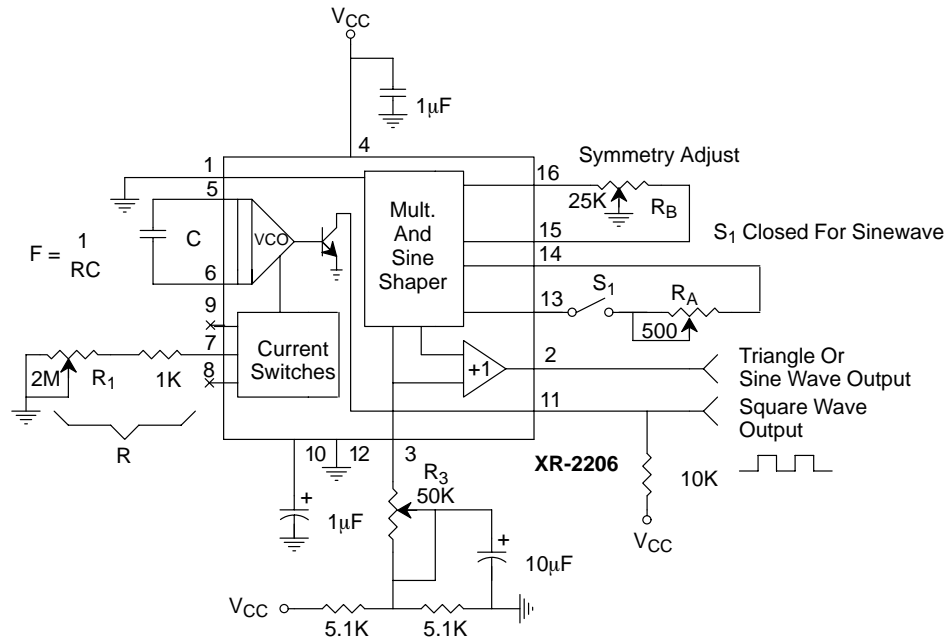 VCC
1μF
4
1
16
Symmetry Adjust
5
25K
RB
Mult.
And
Sine
Shaper
C
VCO
15
S1 Closed For Sinewave
F = 1
RC
14
6
S1
RA
13
9
500
7
Current
Switches
2M
R1
1K
8
+1
2
Triangle Or
Sine Wave Output
11
Square Wave
Output
R
10
12
3
XR-2206
10K
R3
50K
+
1μF
+
10μF
VCC
VCC
5.1K
5.1K